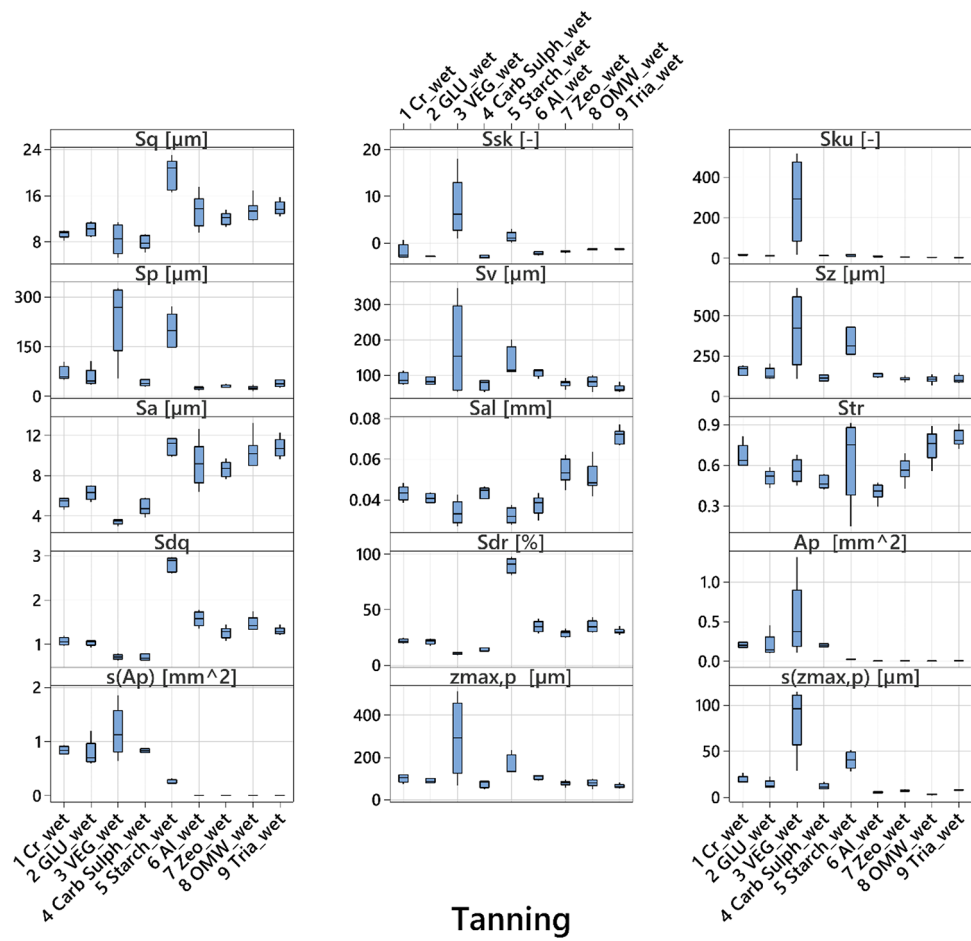 1 Cr_wet
2 GLU_wet
3 VEG_wet
4 Carb Sulph_wet
5 Starch_wet
6 Al_wet
7 Zeo_wet
8 OMW_wet
9 Tria_wet
Sq [µm]
24
16
8
Ssk [-]
20
10
0
Sku [-]
400
200
0
Sp [µm]
300
150
0
Sv [µm]
300
200
100
Sz [µm]
500
250
0
Sa [µm]
12
8
4
Sal [mm]
0.08
0.06
0.04
Str
0.9
0.6
0.3
Sdq
3
2
1
Sdr [%]
100
50
0
Ap [mm^2]
1.0
0.5
0.0
s(Ap) [mm^2]
2
1
0
zmax,p [µm]
400
200
0
s(zmax,p) [µm]
100
50
0
1 Cr_wet
2 GLU_wet
3 VEG_wet
4 Carb Sulph_wet
5 Starch_wet
6 Al_wet
7 Zeo_wet
8 OMW_wet
9 Tria_wet
1 Cr_wet
2 GLU_wet
3 VEG_wet
4 Carb Sulph_wet
5 Starch_wet
6 Al_wet
7 Zeo_wet
8 OMW_wet
9 Tria_wet
Tanning